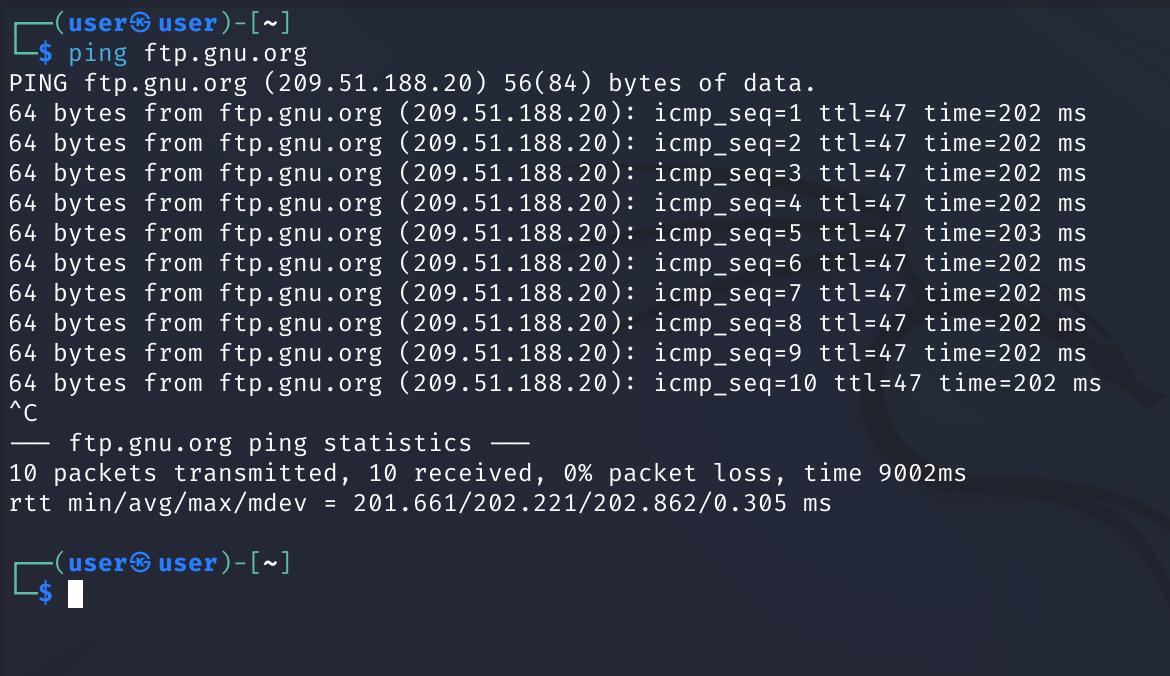 ┌──(user㉿user)-[~]
└─$ ping ftp.gnu.org
PING ftp.gnu.org (209.51.188.20) 56(84) bytes of data.
64 bytes from ftp.gnu.org (209.51.188.20): icmp_seq=1 ttl=47 time=202 ms
64 bytes from ftp.gnu.org (209.51.188.20): icmp_seq=2 ttl=47 time=202 ms
64 bytes from ftp.gnu.org (209.51.188.20): icmp_seq=3 ttl=47 time=202 ms
64 bytes from ftp.gnu.org (209.51.188.20): icmp_seq=4 ttl=47 time=202 ms
64 bytes from ftp.gnu.org (209.51.188.20): icmp_seq=5 ttl=47 time=203 ms
64 bytes from ftp.gnu.org (209.51.188.20): icmp_seq=6 ttl=47 time=202 ms
64 bytes from ftp.gnu.org (209.51.188.20): icmp_seq=7 ttl=47 time=202 ms
64 bytes from ftp.gnu.org (209.51.188.20): icmp_seq=8 ttl=47 time=202 ms
64 bytes from ftp.gnu.org (209.51.188.20): icmp_seq=9 ttl=47 time=202 ms
64 bytes from ftp.gnu.org (209.51.188.20): icmp_seq=10 ttl=47 time=202 ms
^C
--- ftp.gnu.org ping statistics ---
10 packets transmitted, 10 received, 0% packet loss, time 9002ms
rtt min/avg/max/mdev = 201.661/202.221/202.862/0.305 ms
┌──(user㉿user)-[~]
└─$